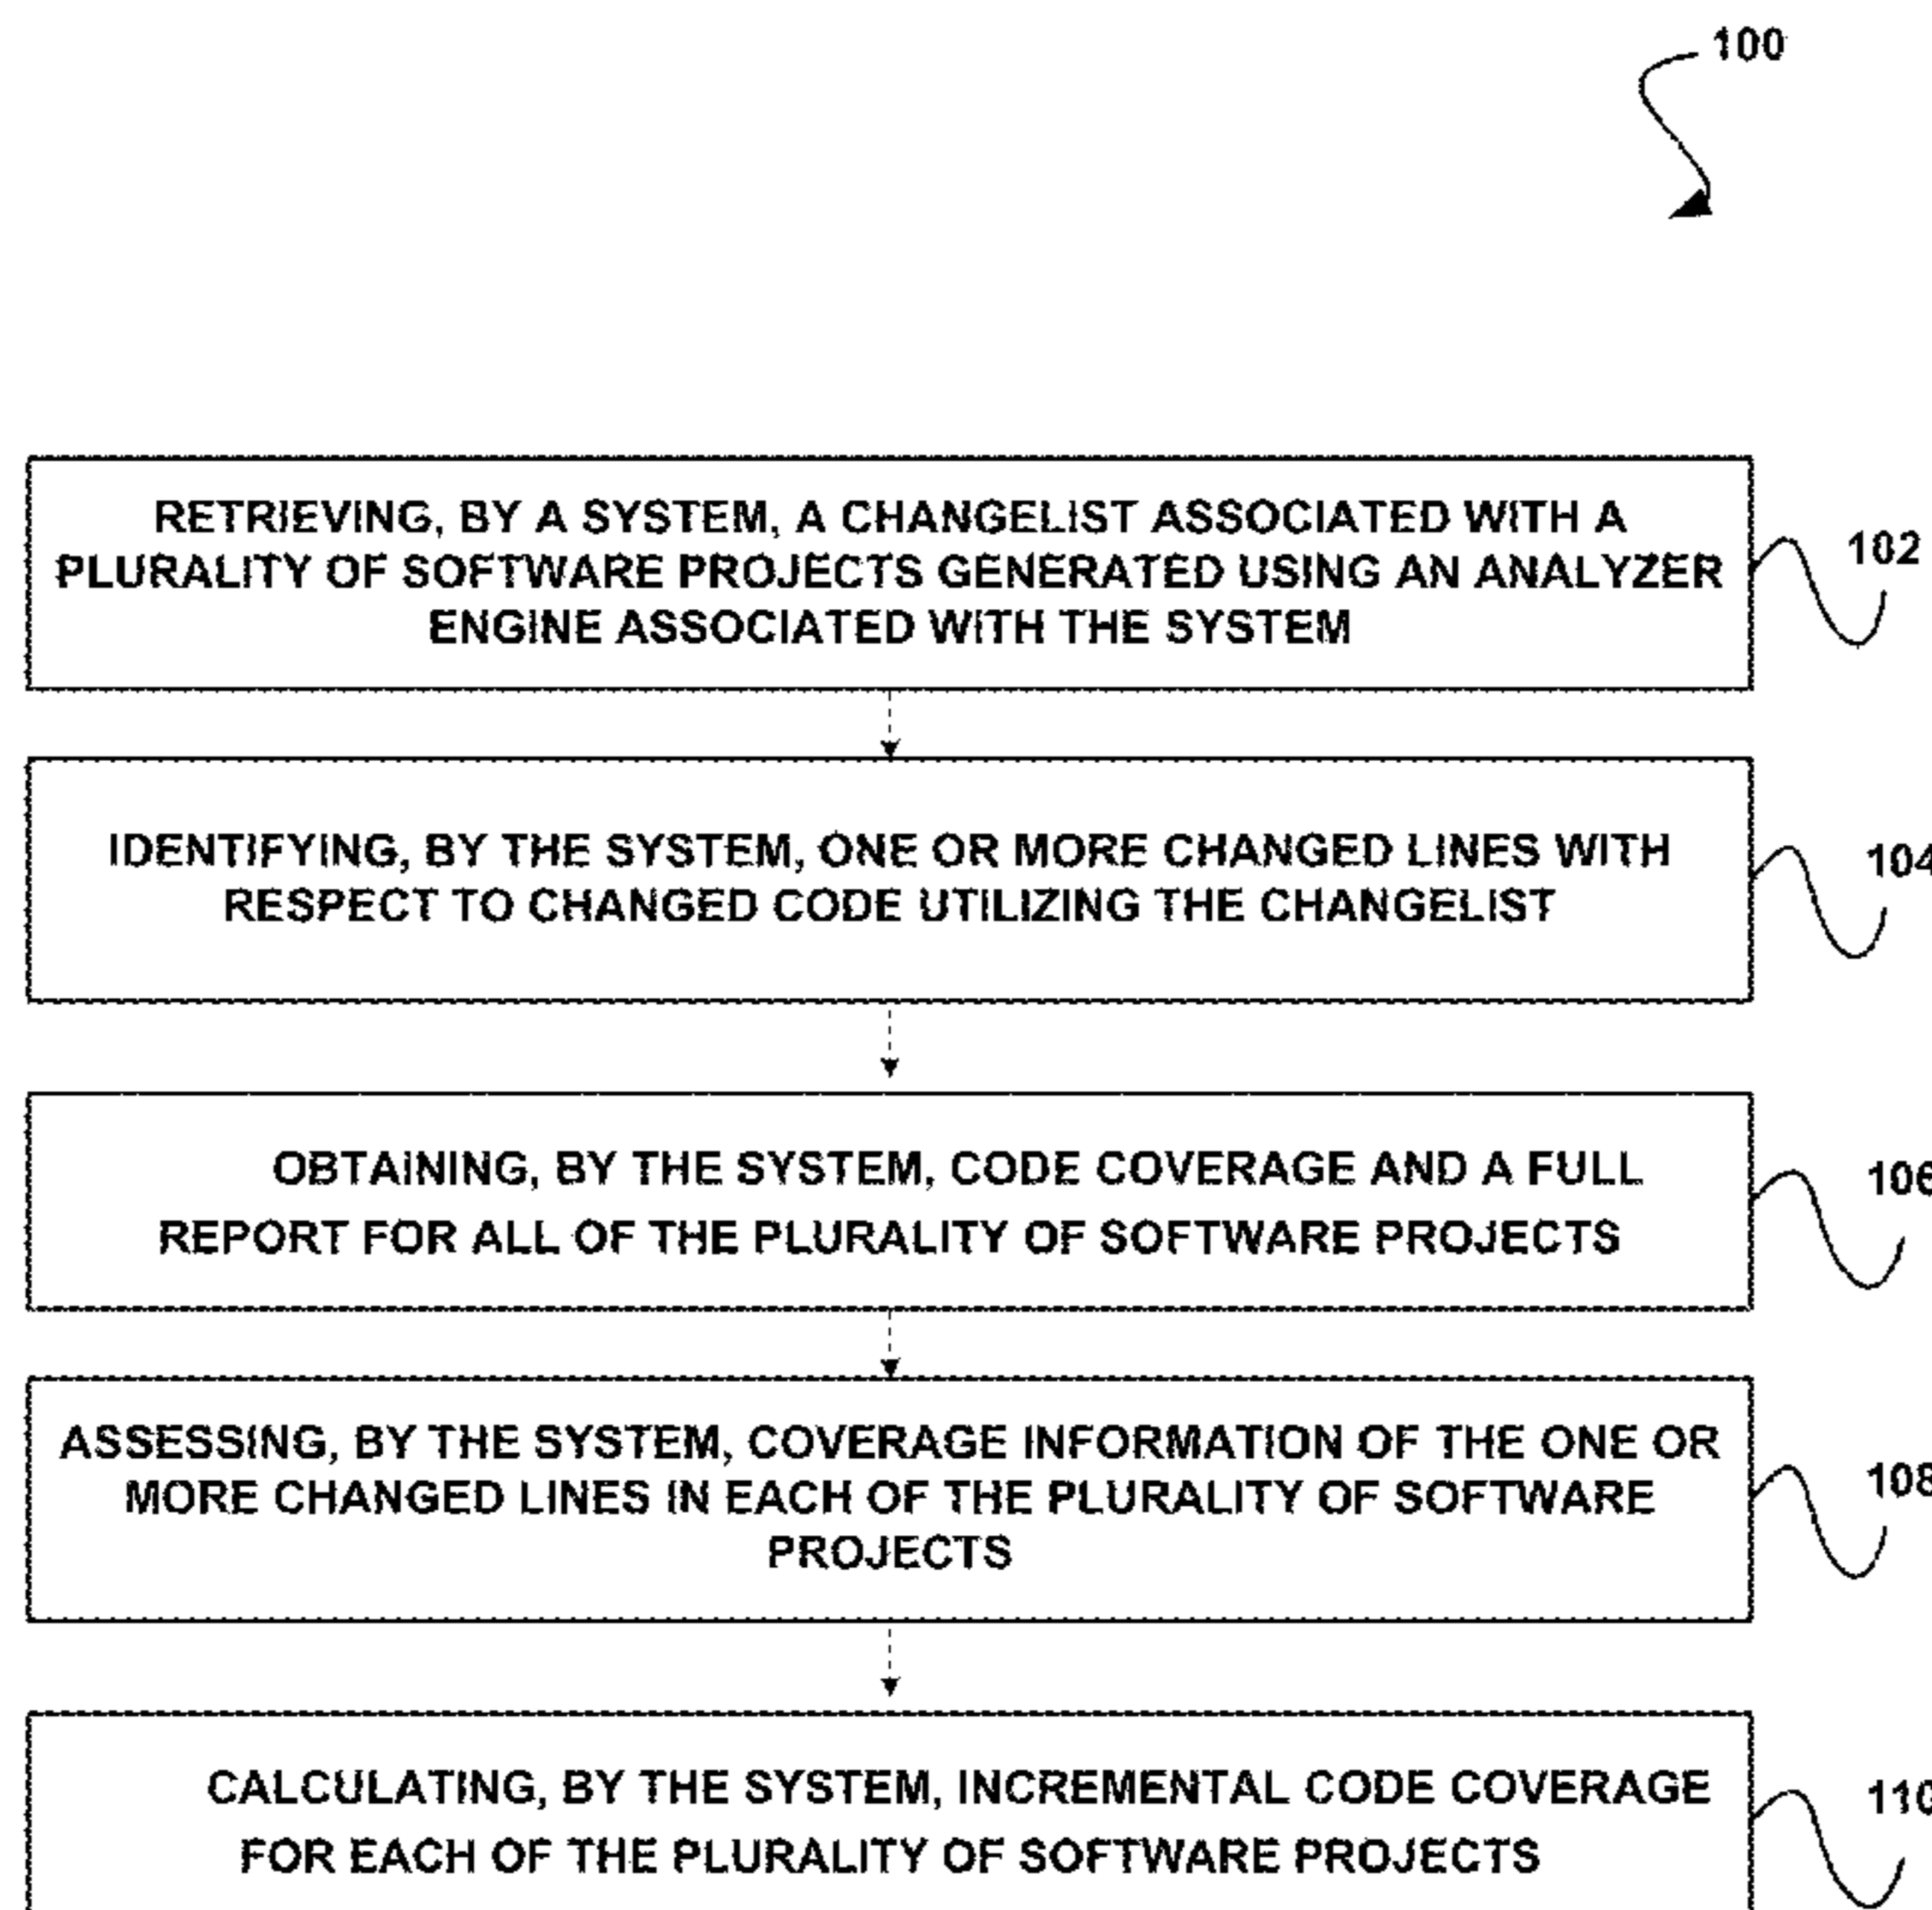 100
RETRIEVING, BY A SYSTEM, A CHANGELIST ASSOCIATED WITH A
PLURALITY OF SOFTWARE PROJECTS GENERATED USING AN ANALYZER
ENGINE ASSOCIATED WITH THE SYSTEM
102
IDENTIFYING, BY THE SYSTEM, ONE OR MORE CHANGED LINES WITH
RESPECT TO CHANGED CODE UTILIZING THE CHANGELIST
104
OBTAINING, BY THE SYSTEM, CODE COVERAGE AND A FULL
REPORT FOR ALL OF THE PLURALITY OF SOFTWARE PROJECTS
106
ASSESSING, BY THE SYSTEM, COVERAGE INFORMATION OF THE ONE OR
MORE CHANGED LINES IN EACH OF THE PLURALITY OF SOFTWARE
PROJECTS
108
CALCULATING, BY THE SYSTEM, INCREMENTAL CODE COVERAGE
FOR EACH OF THE PLURALITY OF SOFTWARE PROJECTS
110